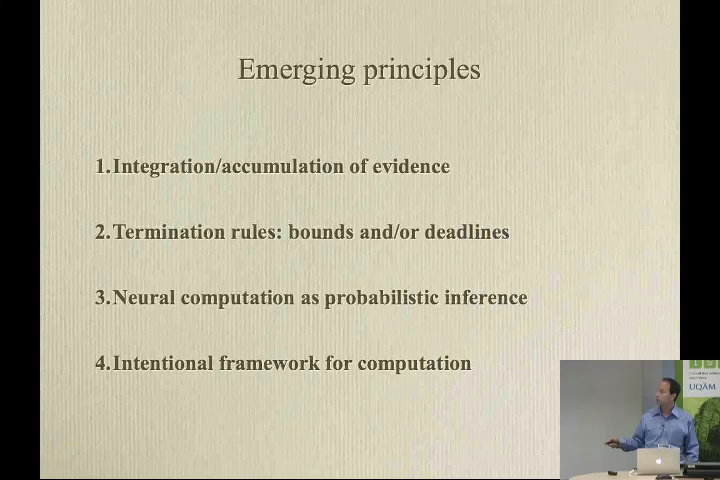 Emerging principles
1.Integration/accumulation of evidence
2.Termination rules: bounds and/or deadlines
3.Neural computation as probabilistic inference
4.Intentional framework for computation
UQÀM